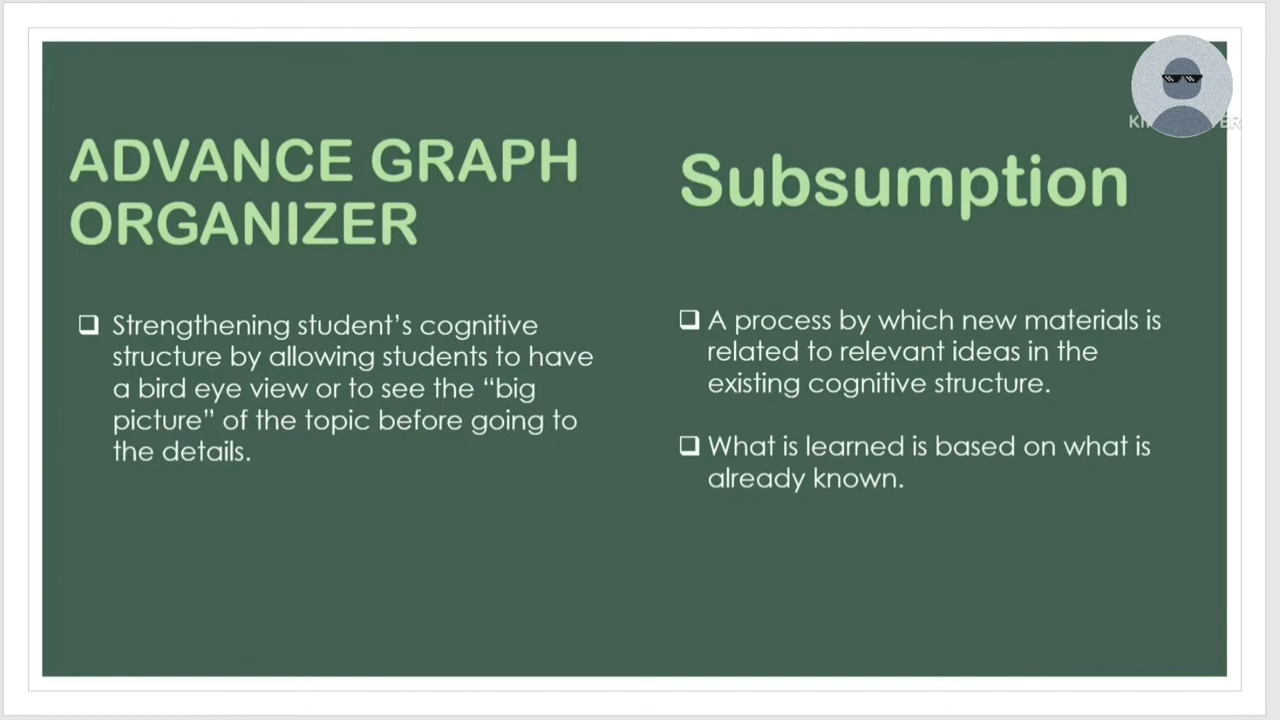 ADVANCE GRAPH
ORGANIZER
Strengthening student’s cognitive
structure by allowing students to have
a bird eye view or to see the “big
picture” of the topic before going to
the details.
Subsumption
A process by which new materials is
related to relevant ideas in the
existing cognitive structure.
What is learned is based on what is
already known.